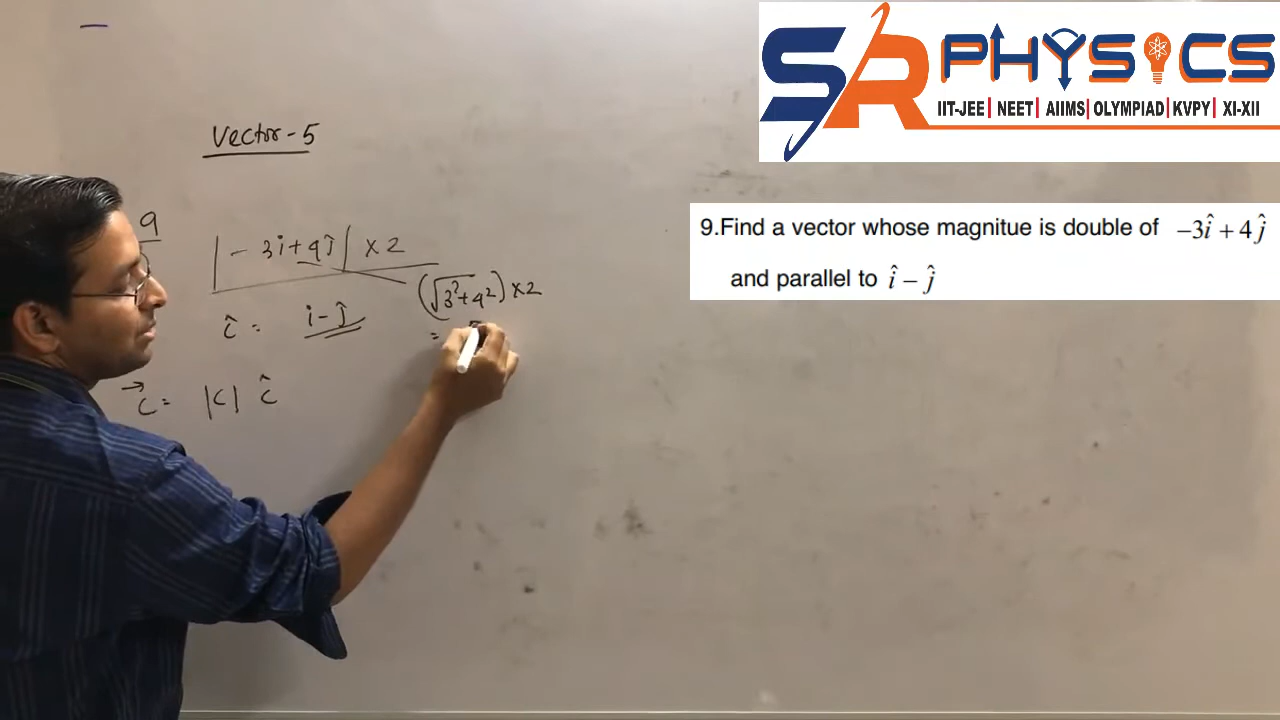 SR PHYSICS
IIT-JEE| NEET| AIIMS| OLYMPIAD| KVPY| XI-XII
Vector-5
9
|-3i+4ĵ| × 2
(√3²+4²) × 2
ĉ = i-ĵ
=
c⃗ = |c| ĉ
9.Find a vector whose magnitue is double of −3î + 4ĵ
and parallel to î − ĵ